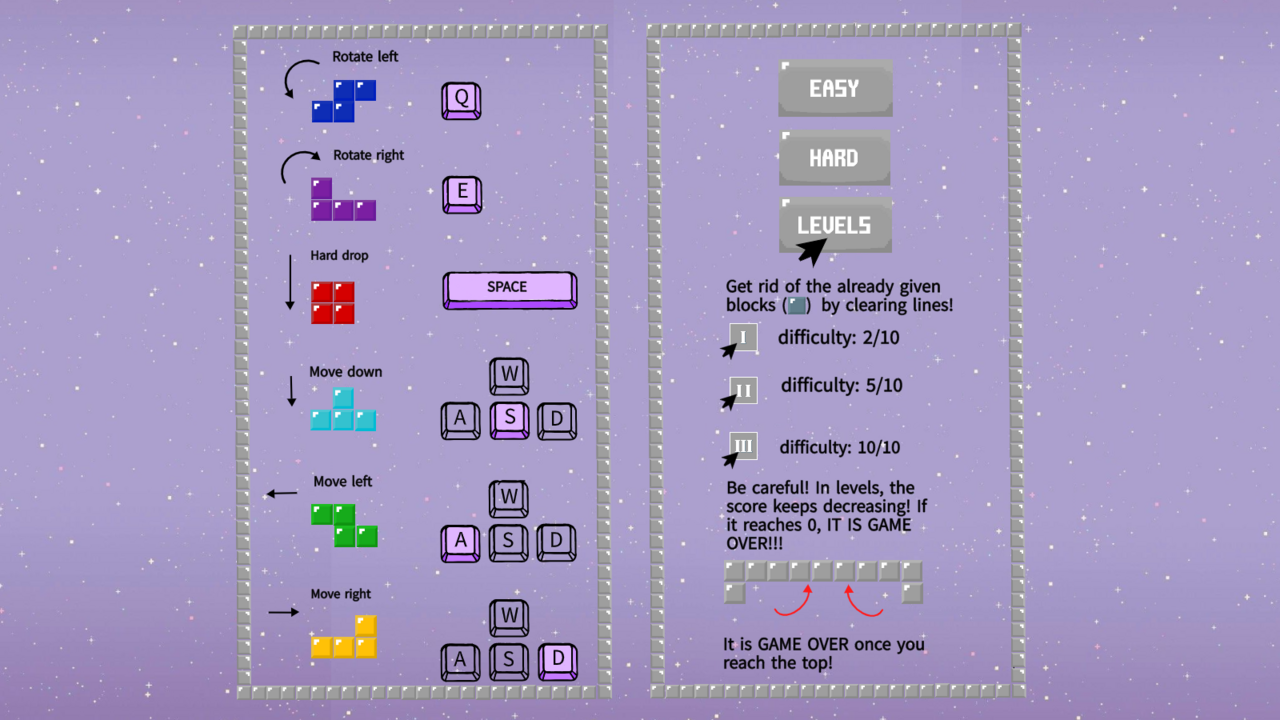 Rotate left
Q
Rotate right
E
Hard drop
SPACE
Move down
W
A S D
Move left
W
A S D
Move right
W
A S D
EASY
HARD
LEVELS
Get rid of the already given
blocks ( ) by clearing lines!
I difficulty: 2/10
II difficulty: 5/10
III difficulty: 10/10
Be careful! In levels, the
score keeps decreasing! If
it reaches 0, IT IS GAME
OVER!!!
It is GAME OVER once you
reach the top!